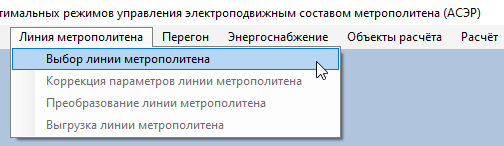 тимальных режимов управления электроподвижным составом метрополитена (АСЭР)
Линия метрополитена Перегон Энергоснабжение Объекты расчёта Расчёт
Выбор линии метрополитена
Коррекция параметров линии метрополитена
Преобразование линии метрополитена
Выгрузка линии метрополитена